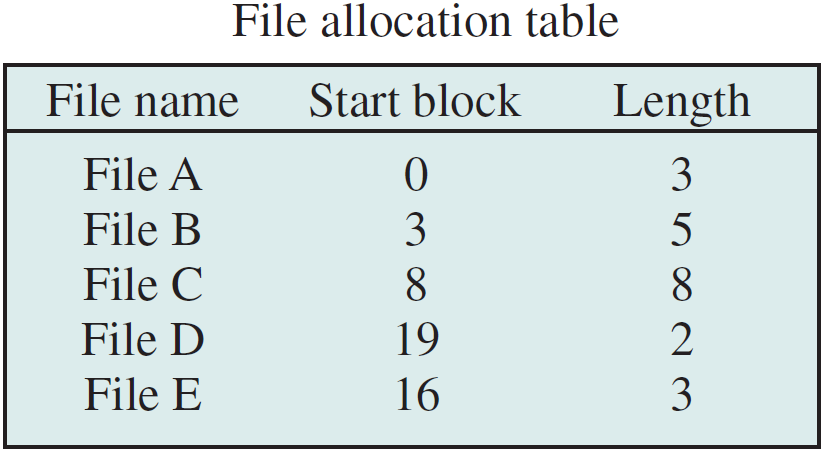 File allocation table
File name Start block Length
File A 0 3
File B 3 5
File C 8 8
File D 19 2
File E 16 3